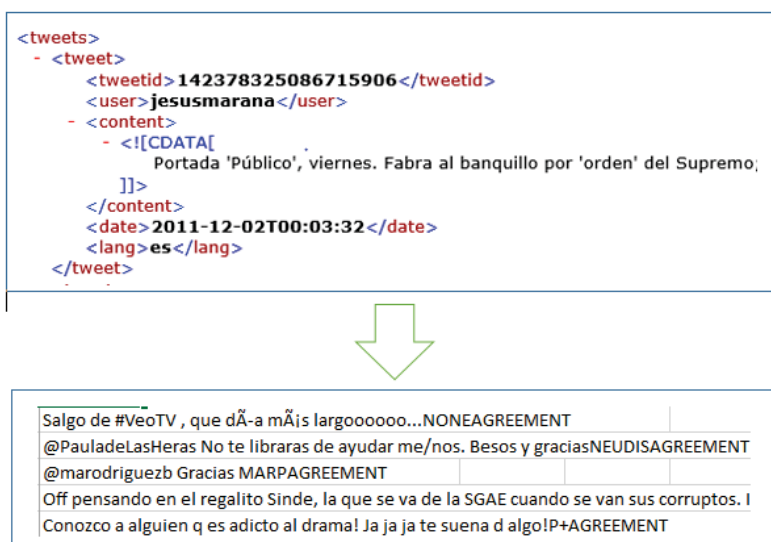 <tweets>
- <tweet>
<tweetid>142378325086715906</tweetid>
<user>jesusmarana</user>
- <content>
- <![CDATA[
Portada 'Público', viernes. Fabra al banquillo por 'orden' del Supremo;
]]>
</content>
<date>2011-12-02T00:03:32</date>
<lang>es</lang>
</tweet>
Salgo de #VeoTV , que dÃ-a mÃ¡s largoooooo...NONEAGREEMENT
@PauladeLasHeras No te libraras de ayudar me/nos. Besos y graciasNEUDISAGREEMENT
@marodriguezb Gracias MARPAGREEMENT
Off pensando en el regalito Sinde, la que se va de la SGAE cuando se van sus corruptos. I
Conozco a alguien q es adicto al drama! Ja ja ja te suena d algo!P+AGREEMENT